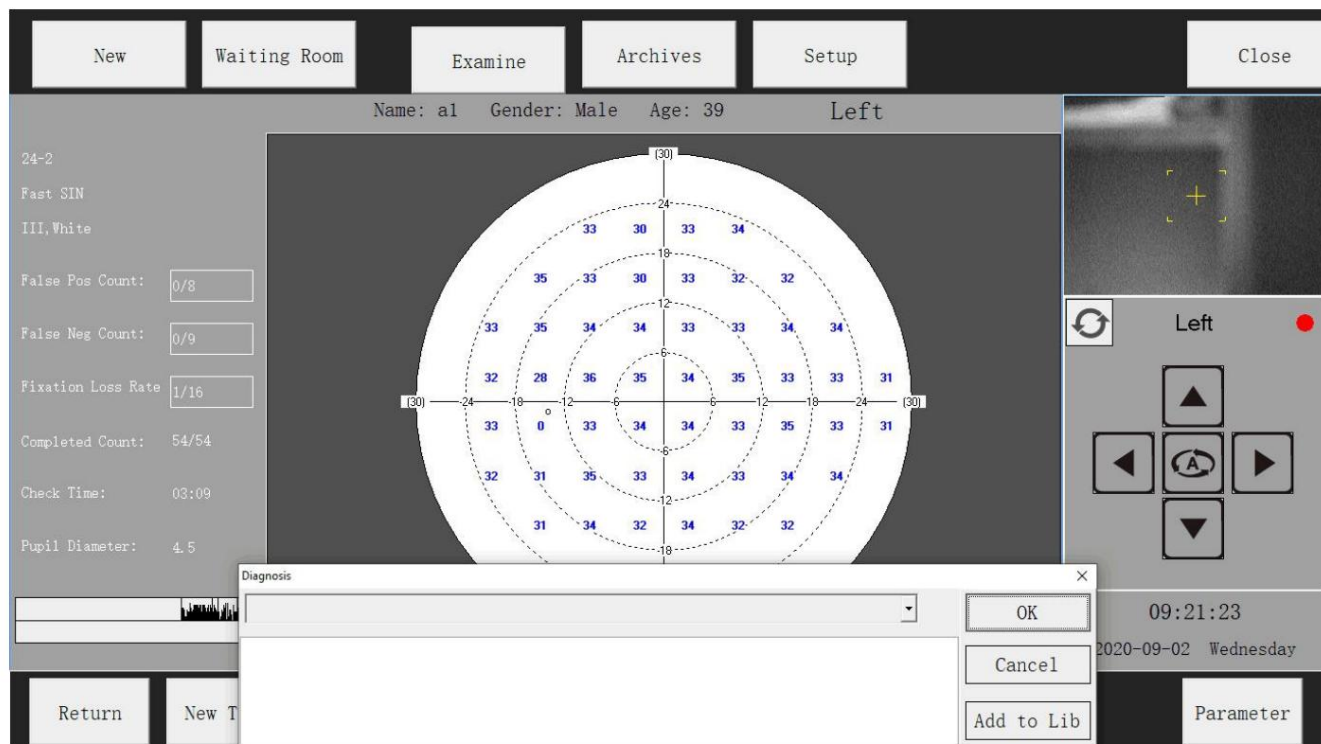 New Waiting Room Examine Archives Setup Close
Name: a1 Gender: Male Age: 39 Left
24-2
Fast SIN
III,White
False Pos Count: 0/8
False Neg Count: 0/9
Fixation Loss Rate 1/16
Completed Count: 54/54
Check Time: 03:09
Pupil Diameter: 4.5
(30)
24
33 30 33 34
18
35 33 30 33 32 32
12
33 35 34 34 33 33 34 34
6
32 28 36 35 34 35 33 33 31
(30) -24 -18 -12 -6 6 12 18 24 (30)
33 0 33 34 34 33 35 33 31
-6
32 31 35 33 34 33 34 34
-12
31 34 32 34 32 32
-18
Left
A
Diagnosis
OK
Cancel
Add to Lib
09:21:23
2020-09-02 Wednesday
Return New T Parameter